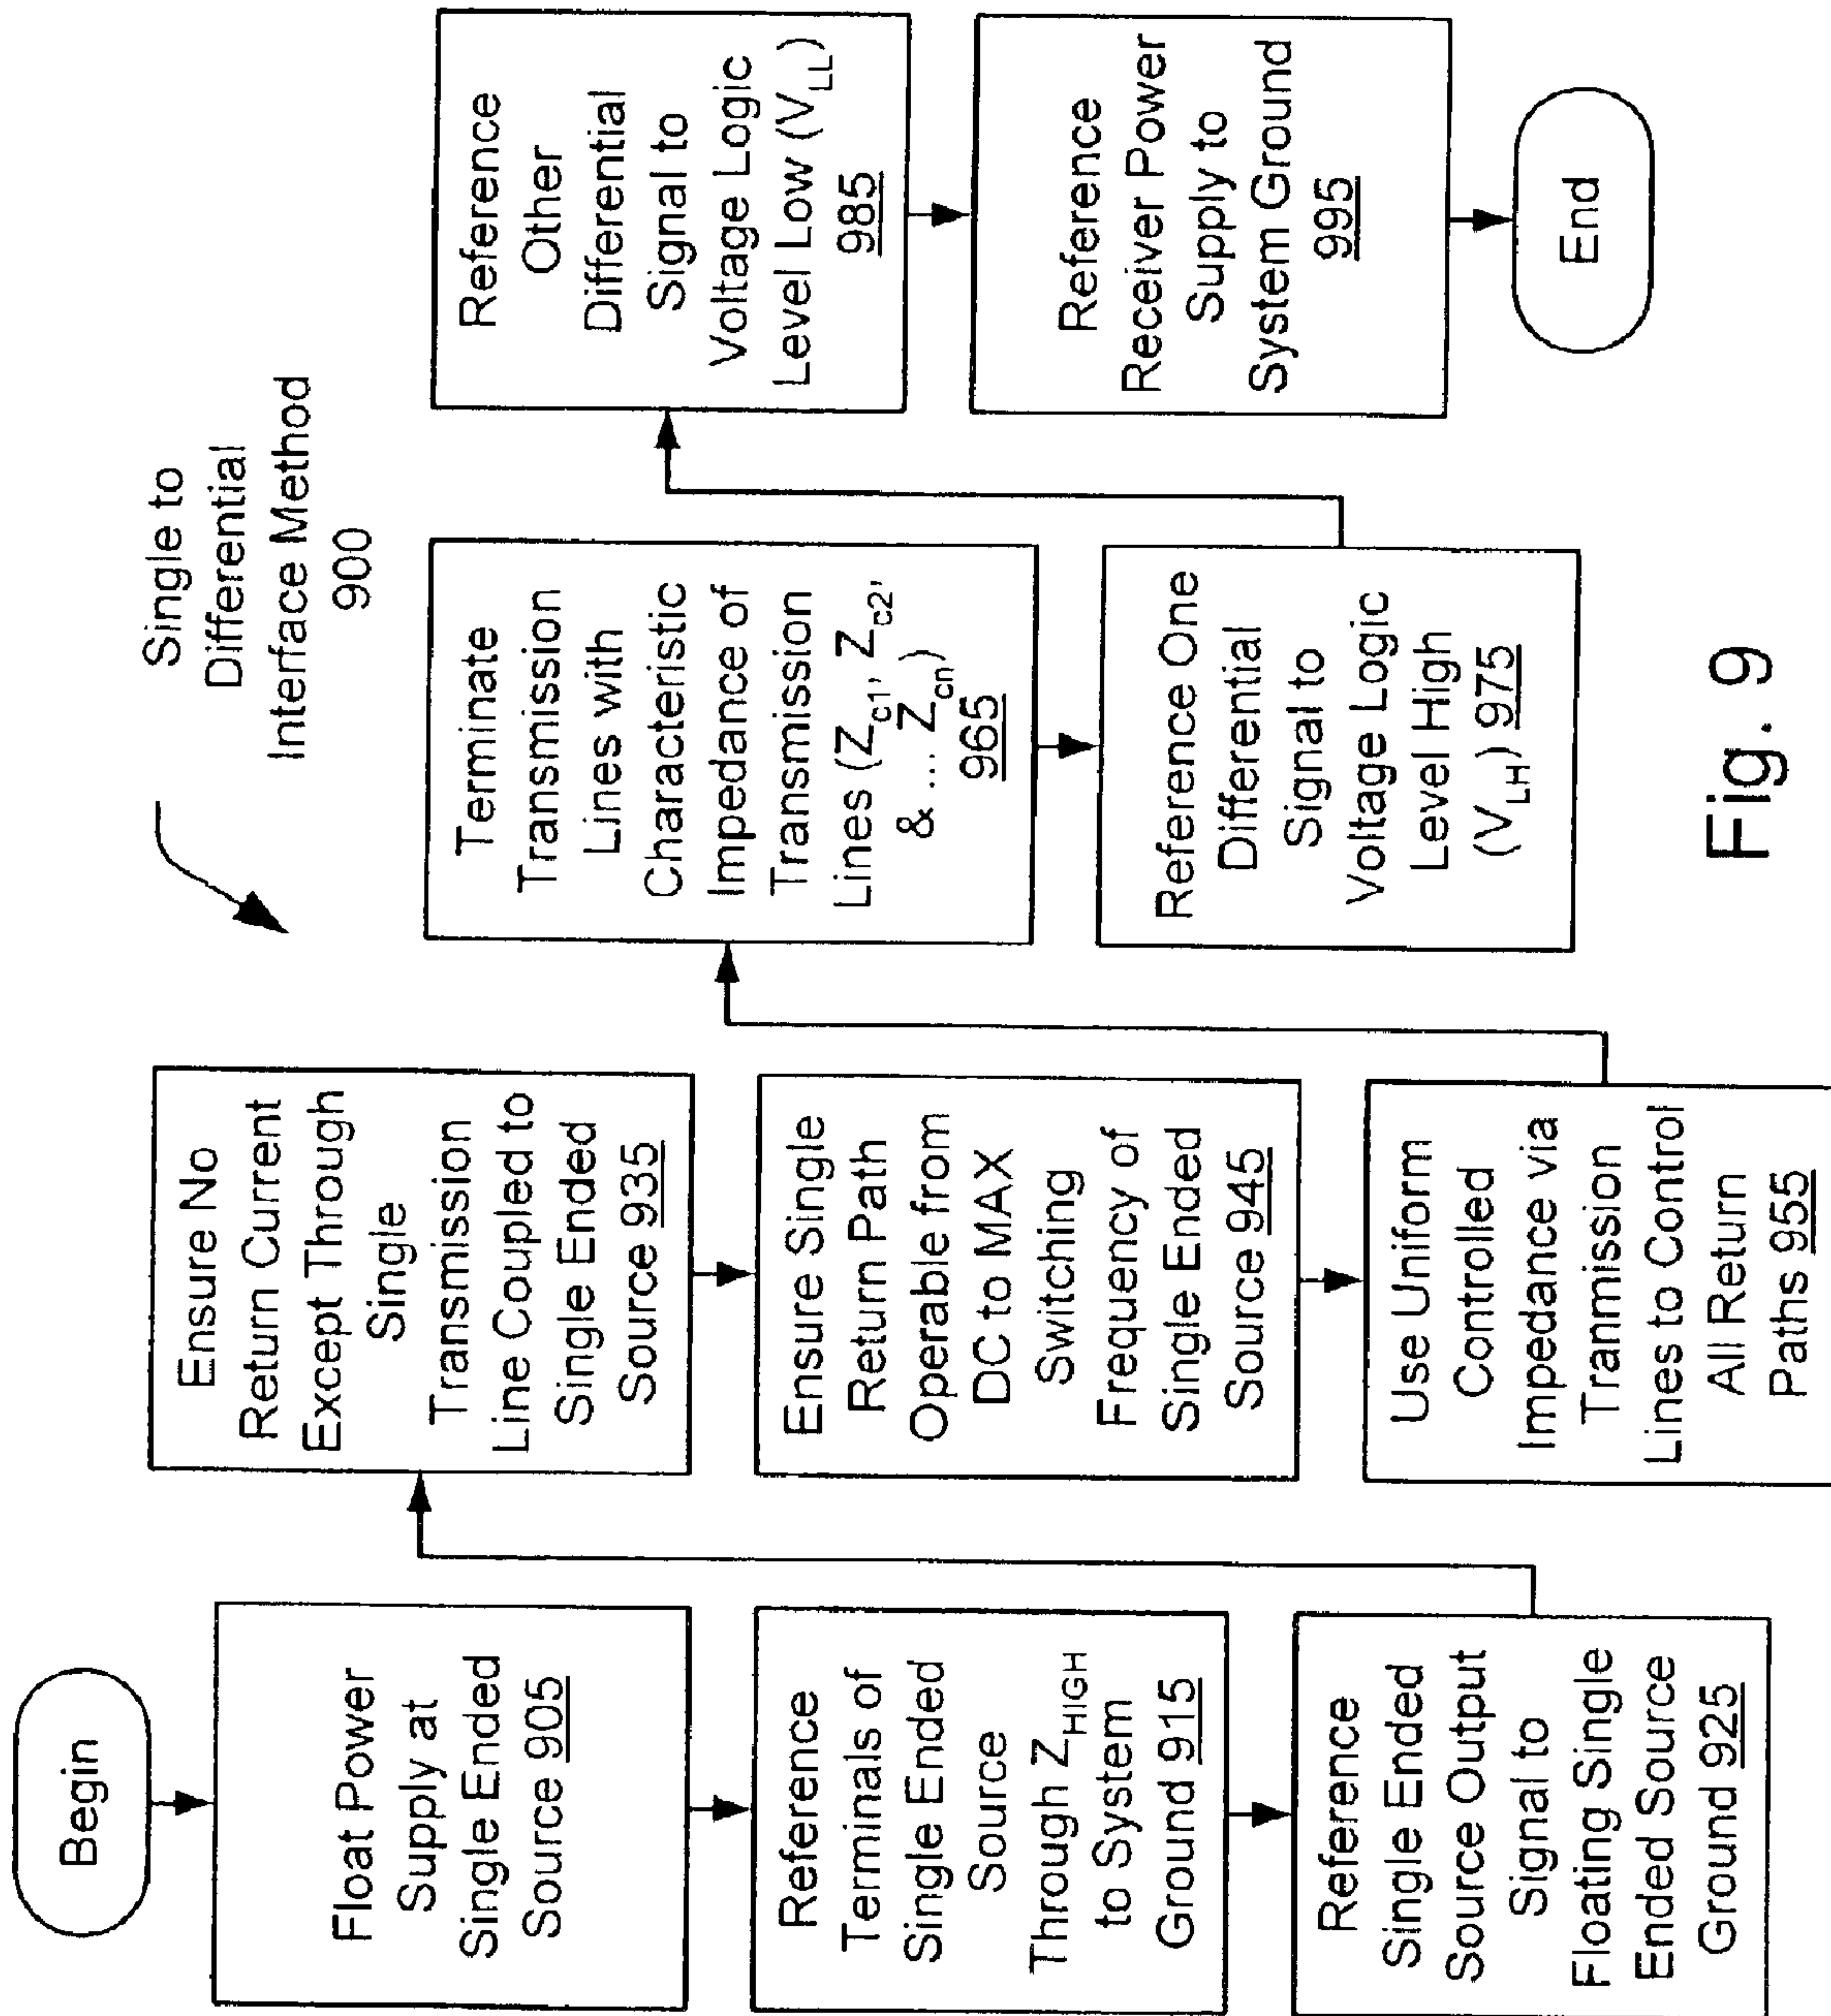 Single to
Differential
Interface Method
900
Begin
Float Power
Supply at
Single Ended
Source 905
Reference
Terminals of
Single Ended
Source
Through Z_HIGH
to System
Ground 915
Reference
Single Ended
Source Output
Signal to
Floating Single
Ended Source
Ground 925
Ensure No
Return Current
Except Through
Single
Transmission
Line Coupled to
Single Ended
Source 935
Ensure Single
Return Path
Operable from
DC to MAX
Switching
Frequency of
Single Ended
Source 945
Use Uniform
Controlled
Impedance via
Tranmission
Lines to Control
All Return
Paths 955
Terminate
Transmission
Lines with
Characteristic
Impedance of
Transmission
Lines (Z_c1, Z_c2,
& ... Z_cn)
965
Reference One
Differential
Signal to
Voltage Logic
Level High
(V_LH) 975
Reference
Other
Differential
Signal to
Voltage Logic
Level Low (V_LL)
985
Reference
Receiver Power
Supply to
System Ground
995
End
Fig. 9